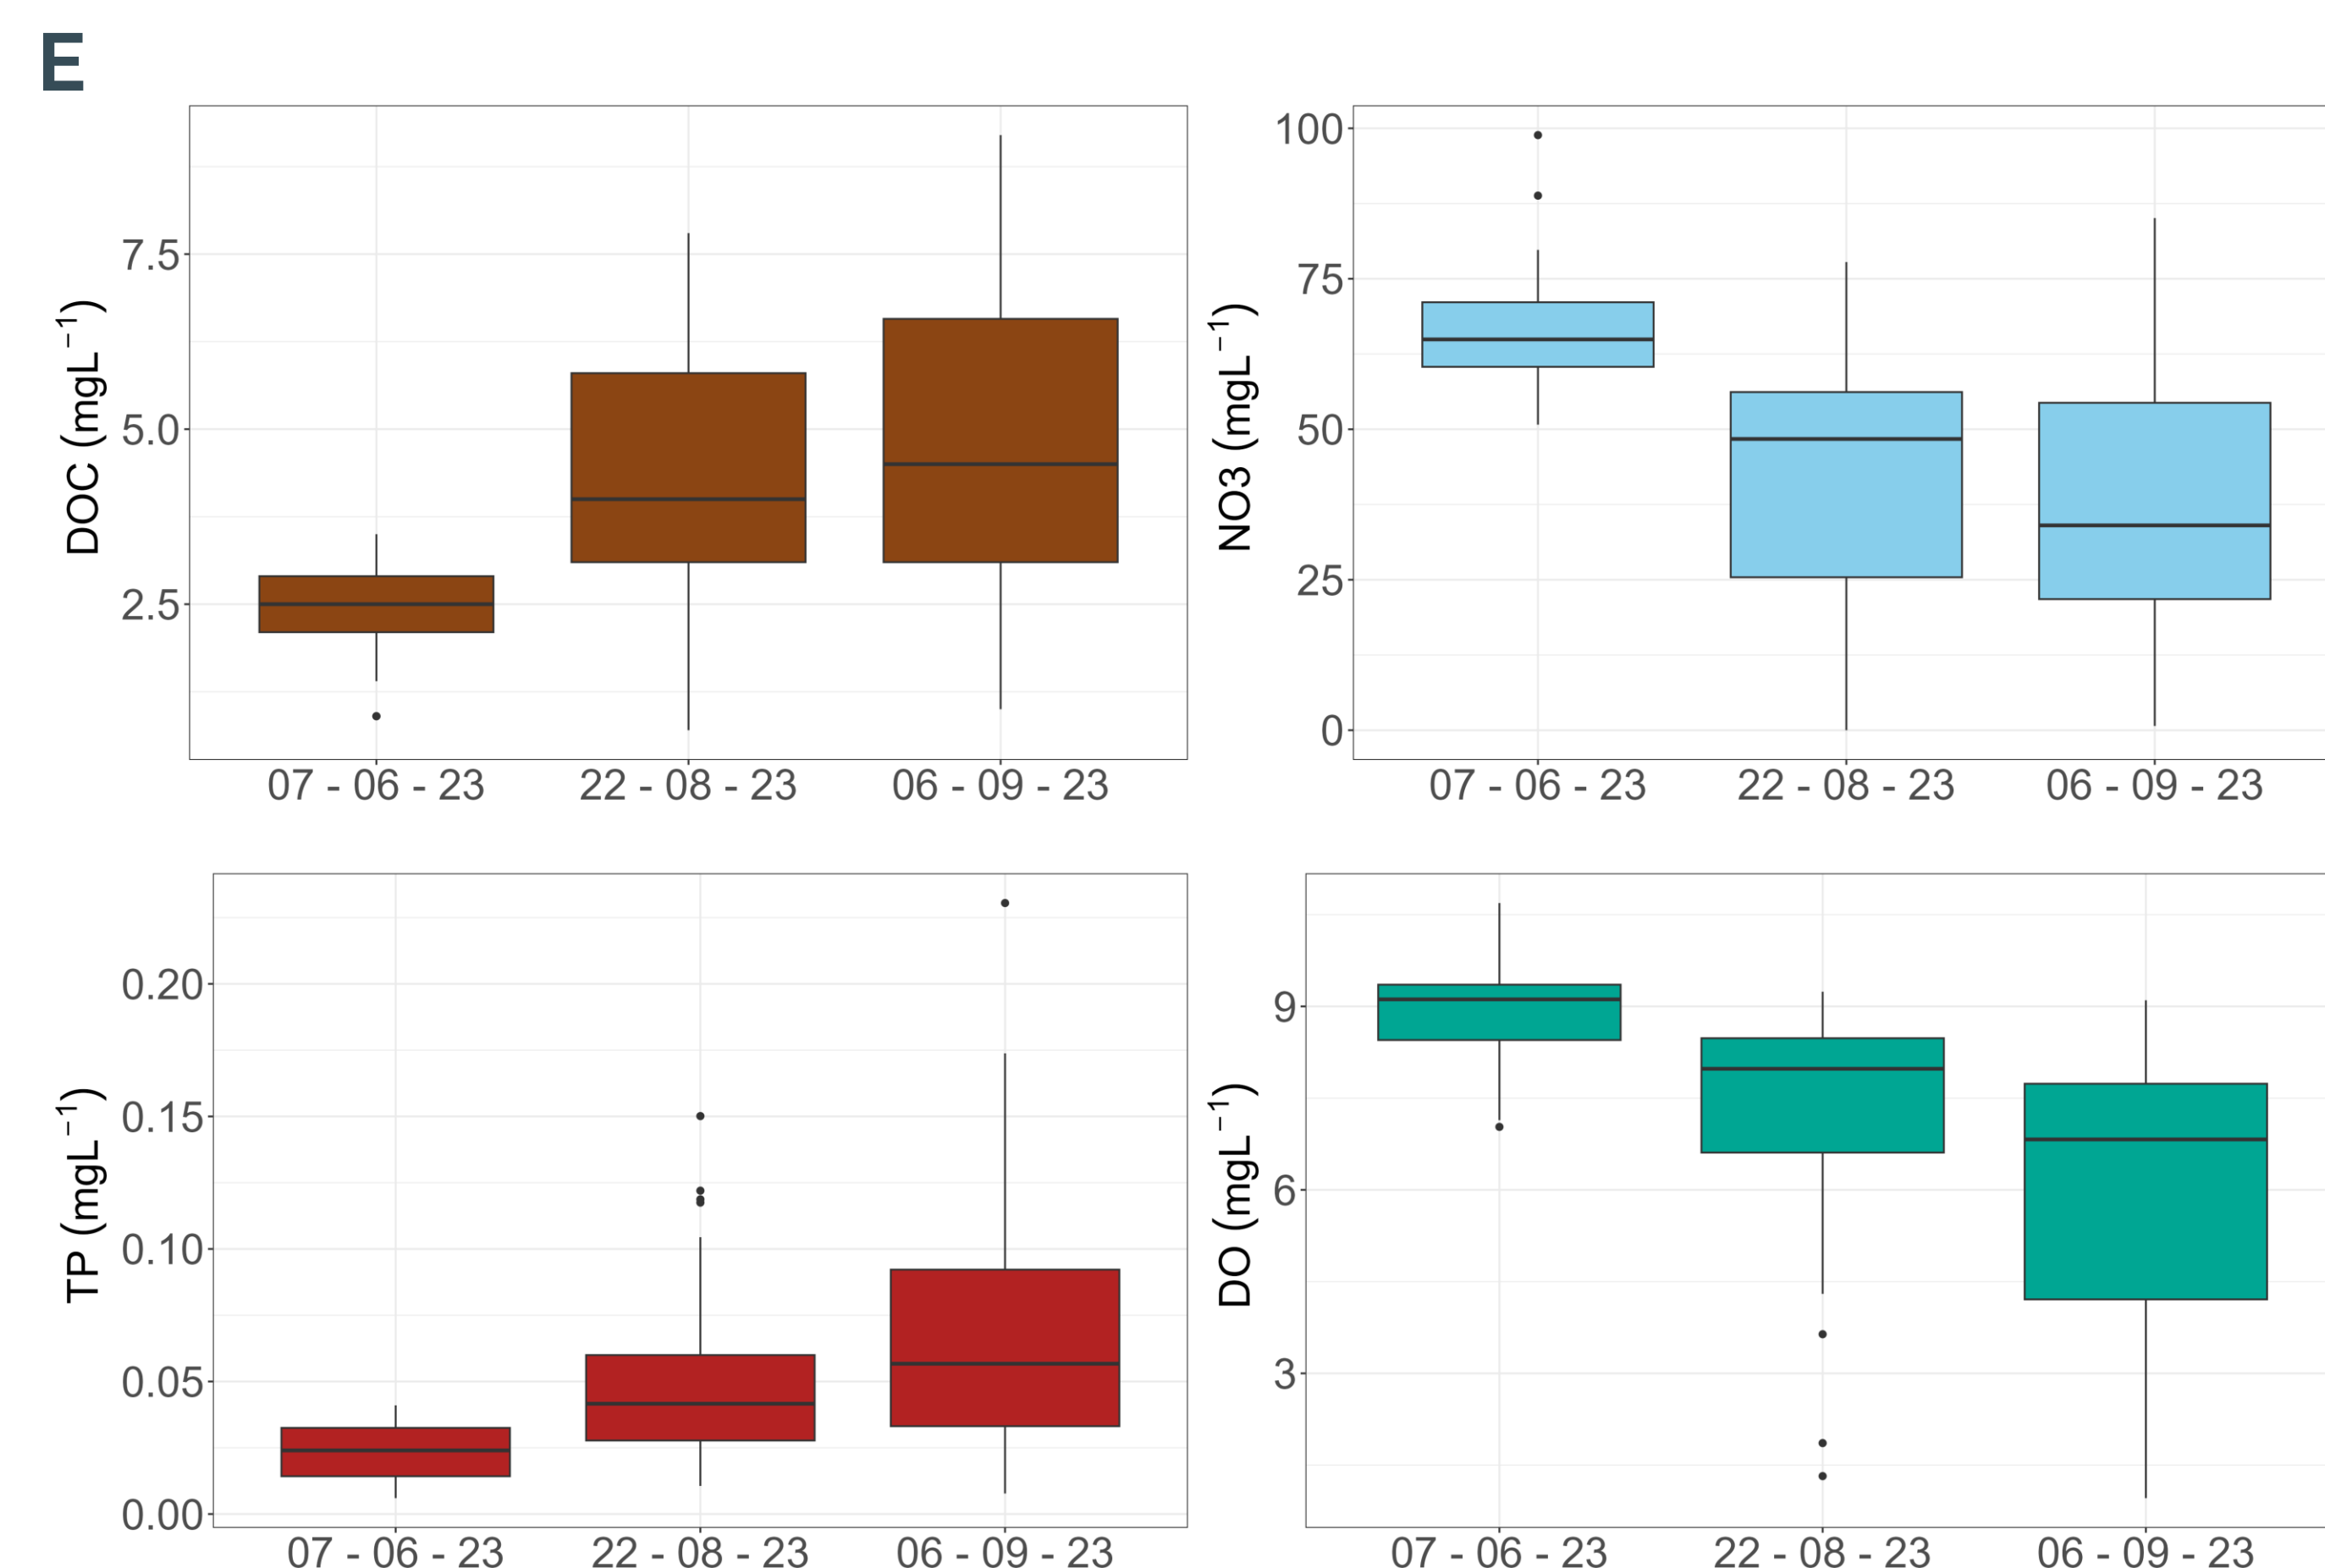 E
DOC (mgL⁻¹)
7.5
5.0
2.5
07 - 06 - 23 22 - 08 - 23 06 - 09 - 23
NO3 (mgL⁻¹)
100
75
50
25
0
07 - 06 - 23 22 - 08 - 23 06 - 09 - 23
TP (mgL⁻¹)
0.20
0.15
0.10
0.05
0.00
07 - 06 - 23 22 - 08 - 23 06 - 09 - 23
DO (mgL⁻¹)
9
6
3
07 - 06 - 23 22 - 08 - 23 06 - 09 - 23